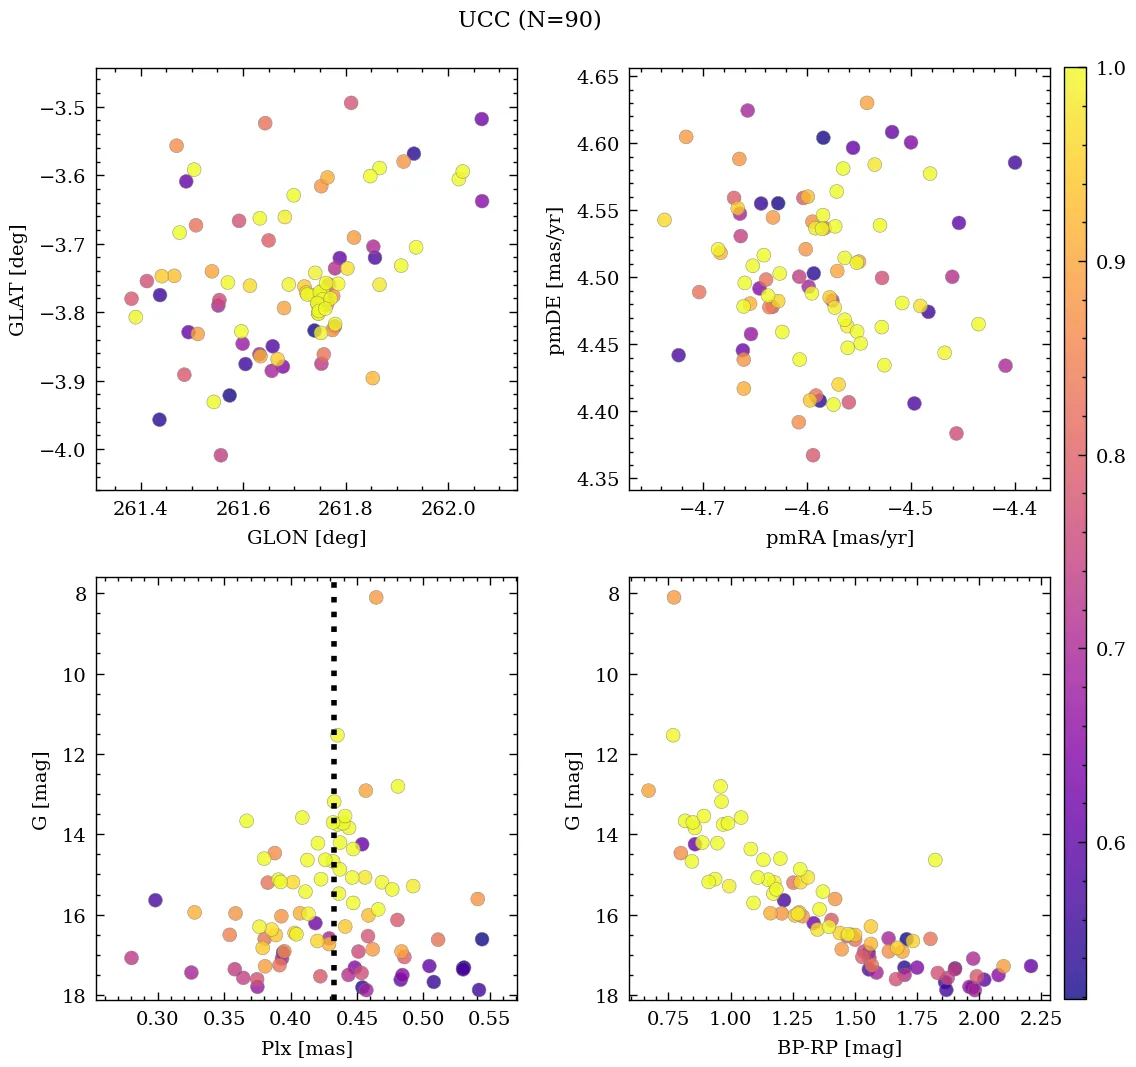 UCC (N=90)
−3.5
−3.6
−3.7
−3.8
−3.9
−4.0
GLAT [deg]
261.4 261.6 261.8 262.0
GLON [deg]
4.65
4.60
4.55
4.50
4.45
4.40
4.35
pmDE [mas/yr]
−4.7 −4.6 −4.5 −4.4
pmRA [mas/yr]
1.0
0.9
0.8
0.7
0.6
8
10
12
14
16
18
G [mag]
0.30 0.35 0.40 0.45 0.50 0.55
Plx [mas]
8
10
12
14
16
18
G [mag]
0.75 1.00 1.25 1.50 1.75 2.00 2.25
BP-RP [mag]